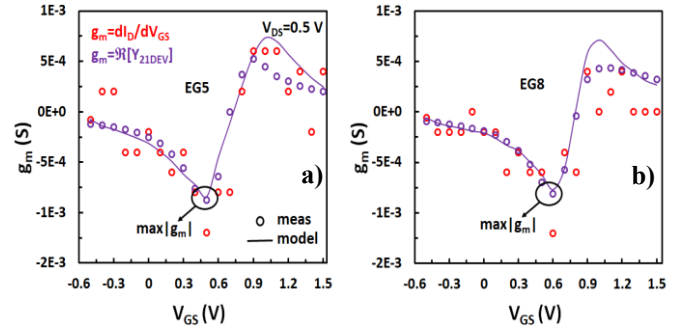 g_m=dI_D/dV_GS
g_m=ℜ[Y_21DEV]
V_DS=0.5 V
EG5
a)
max|g_m|
meas
model
1E-3
5E-4
0E+0
-5E-4
-1E-3
-2E-3
g_m (S)
-0.6 -0.3 0 0.3 0.6 0.9 1.2 1.5
V_GS (V)
EG8
b)
max|g_m|
-0.6 -0.3 0 0.3 0.6 0.9 1.2 1.5
V_GS (V)
1E-3
5E-4
0E+0
-5E-4
-1E-3
-2E-3
g_m (S)